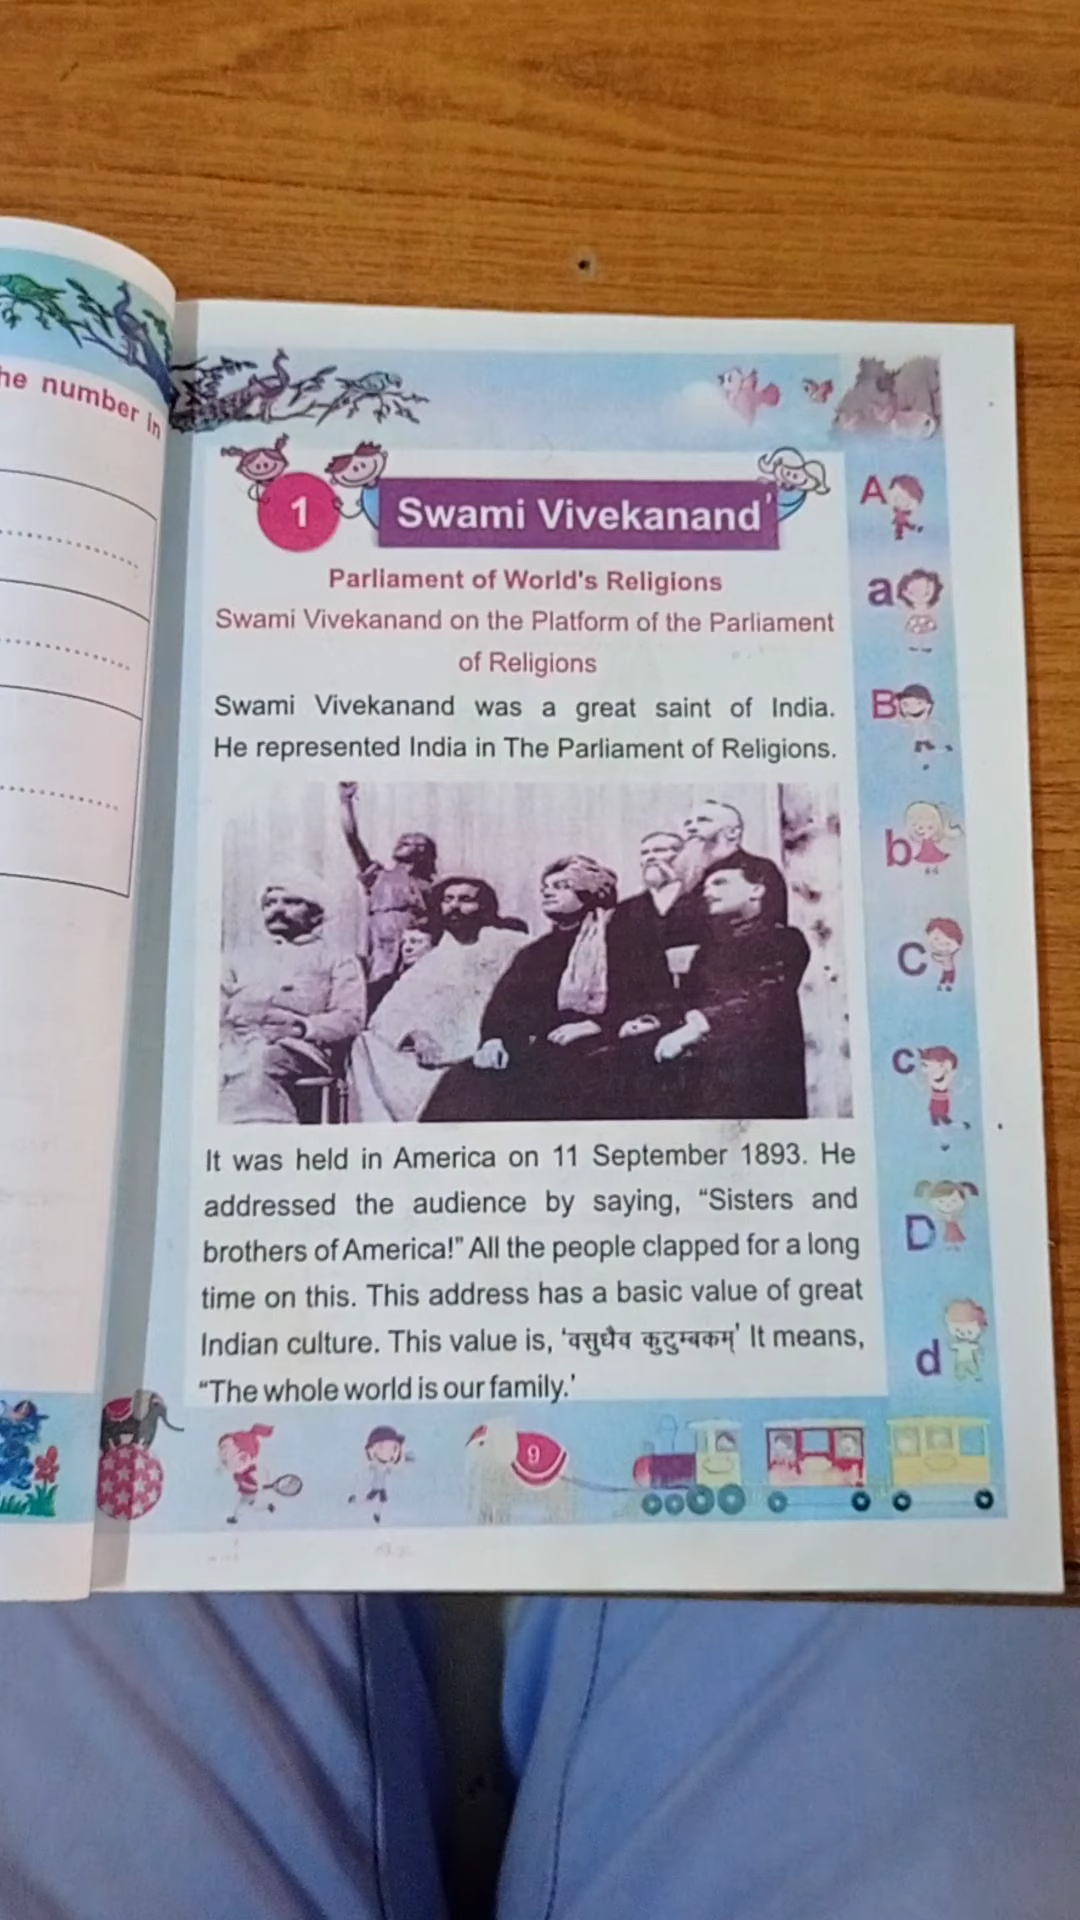 he number in
1
Swami Vivekanand
Parliament of World's Religions
Swami Vivekanand on the Platform of the Parliament
of Religions
Swami Vivekanand was a great saint of India.
He represented India in The Parliament of Religions.
It was held in America on 11 September 1893. He
addressed the audience by saying, “Sisters and
brothers of America!” All the people clapped for a long
time on this. This address has a basic value of great
Indian culture. This value is, ‘वसुधैव कुटुम्बकम्’ It means,
“The whole world is our family.’
A
a
B
b
C
c
D
d
9